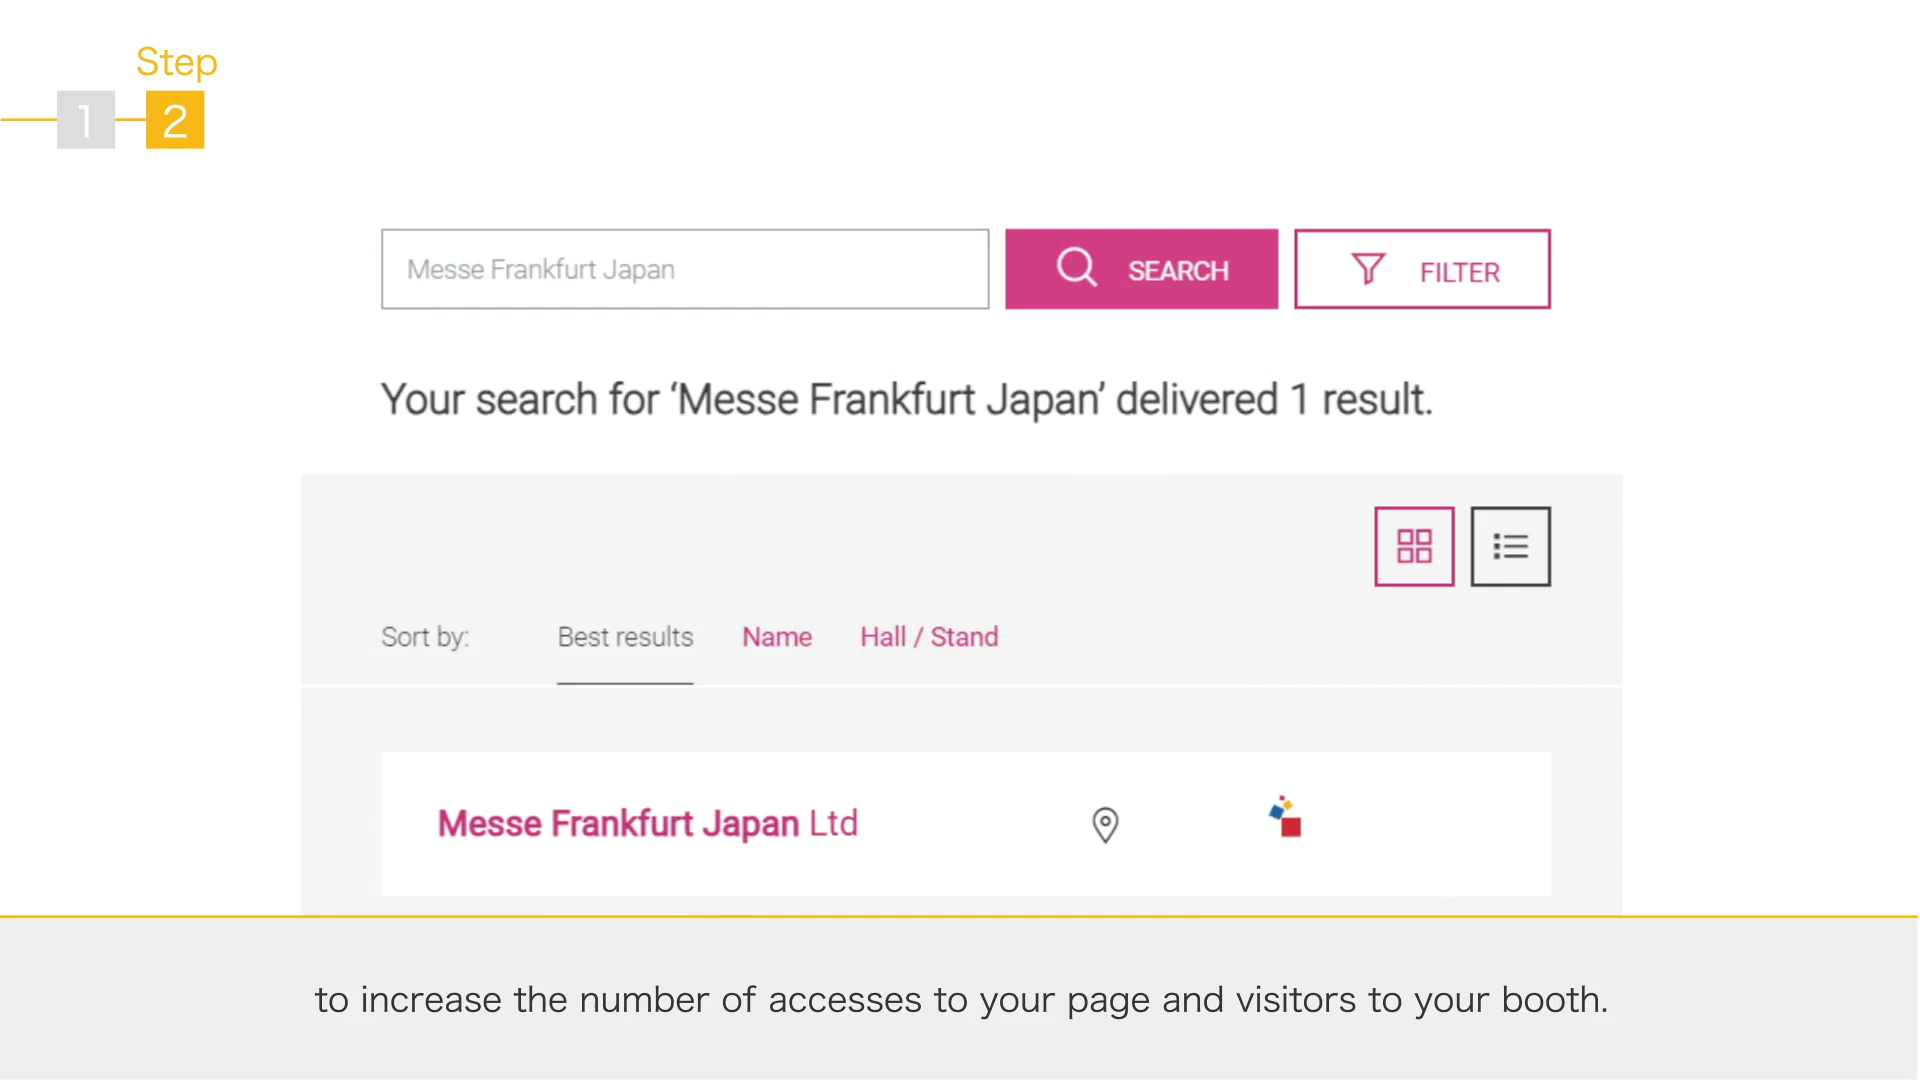 Step
1
2
Messe Frankfurt Japan
SEARCH
FILTER
Your search for ‘Messe Frankfurt Japan’ delivered 1 result.
Sort by: Best results Name Hall / Stand
Messe Frankfurt Japan Ltd
to increase the number of accesses to your page and visitors to your booth.